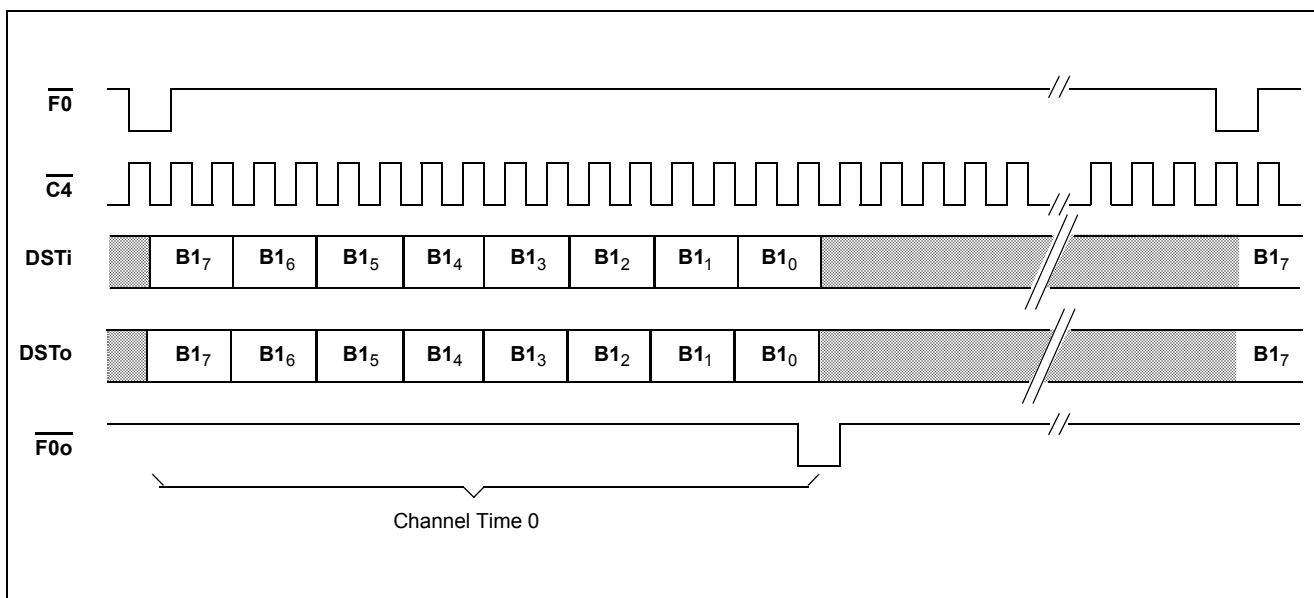 F0
C4
DSTi B1₇ B1₆ B1₅ B1₄ B1₃ B1₂ B1₁ B1₀ B1₇
DSTo B1₇ B1₆ B1₅ B1₄ B1₃ B1₂ B1₁ B1₀ B1₇
F0o
Channel Time 0